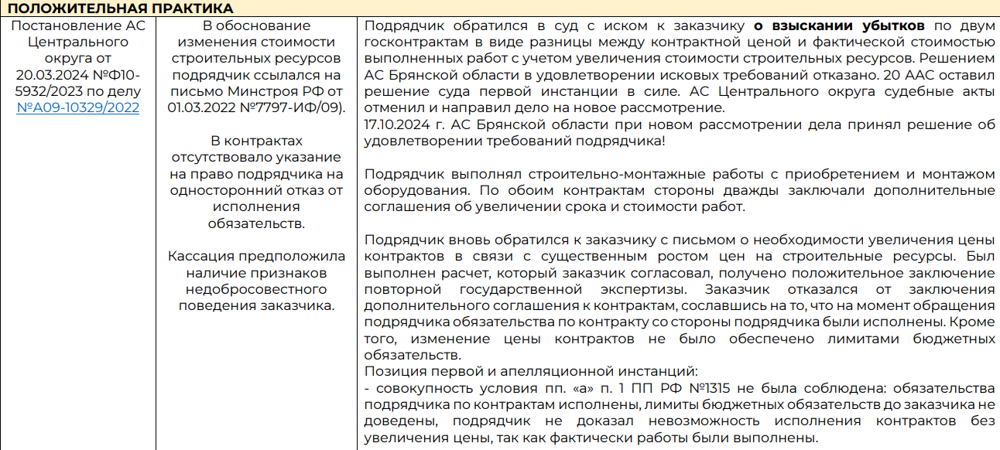 ПОЛОЖИТЕЛЬНАЯ ПРАКТИКА
Постановление АС
Центрального
округа от
20.03.2024 №Ф10-
5932/2023 по делу
№А09-10329/2022
В обоснование
изменения стоимости
строительных ресурсов
подрядчик ссылался на
письмо Минстроя РФ от
01.03.2022 №7797-ИФ/09).
В контрактах
отсутствовало указание
на право подрядчика на
односторонний отказ от
исполнения
обязательств.
Кассация предположила
наличие признаков
недобросовестного
поведения заказчика.
Подрядчик обратился в суд с иском к заказчику о взыскании убытков по двум
госконтрактам в виде разницы между контрактной ценой и фактической стоимостью
выполненных работ с учетом увеличения стоимости строительных ресурсов. Решением
АС Брянской области в удовлетворении исковых требований отказано. 20 ААС оставил
решение суда первой инстанции в силе. АС Центрального округа судебные акты
отменил и направил дело на новое рассмотрение.
17.10.2024 г. АС Брянской области при новом рассмотрении дела принял решение об
удовлетворении требований подрядчика!
Подрядчик выполнял строительно-монтажные работы с приобретением и монтажом
оборудования. По обоим контрактам стороны дважды заключали дополнительные
соглашения об увеличении срока и стоимости работ.
Подрядчик вновь обратился к заказчику с письмом о необходимости увеличения цены
контрактов в связи с существенным ростом цен на строительные ресурсы. Был
выполнен расчет, который заказчик согласовал, получено положительное заключение
повторной государственной экспертизы. Заказчик отказался от заключения
дополнительного соглашения к контрактам, сославшись на то, что на момент обращения
подрядчика обязательства по контракту со стороны подрядчика были исполнены. Кроме
того, изменение цены контрактов не было обеспечено лимитами бюджетных
обязательств.
Позиция первой и апелляционной инстанций:
- совокупность условия пп. «а» п. 1 ПП РФ №1315 не была соблюдена: обязательства
подрядчика по контрактам исполнены, лимиты бюджетных обязательств до заказчика не
доведены, подрядчик не доказал невозможность исполнения контрактов без
увеличения цены, так как фактически работы были выполнены.